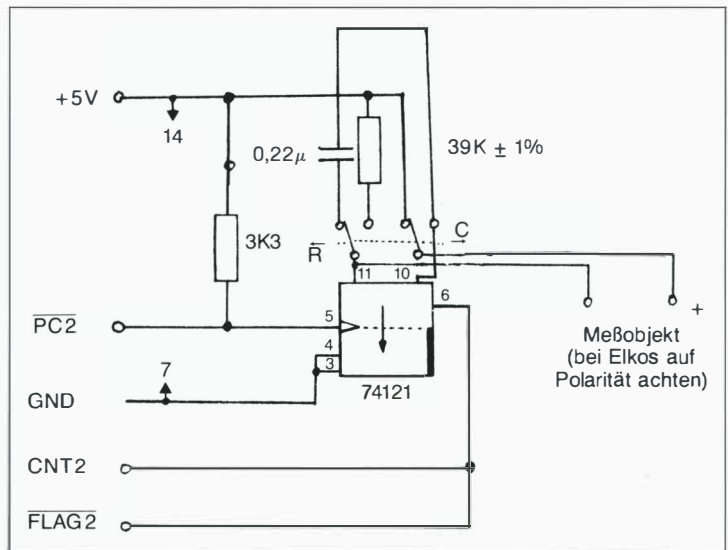 +5V
14
0,22μ
39K ± 1%
3K3
R
C
11
10
6
PC2
5
4
3
7
GND
74121
+
Meßobjekt
(bei Elkos auf
Polarität achten)
CNT2
FLAG2